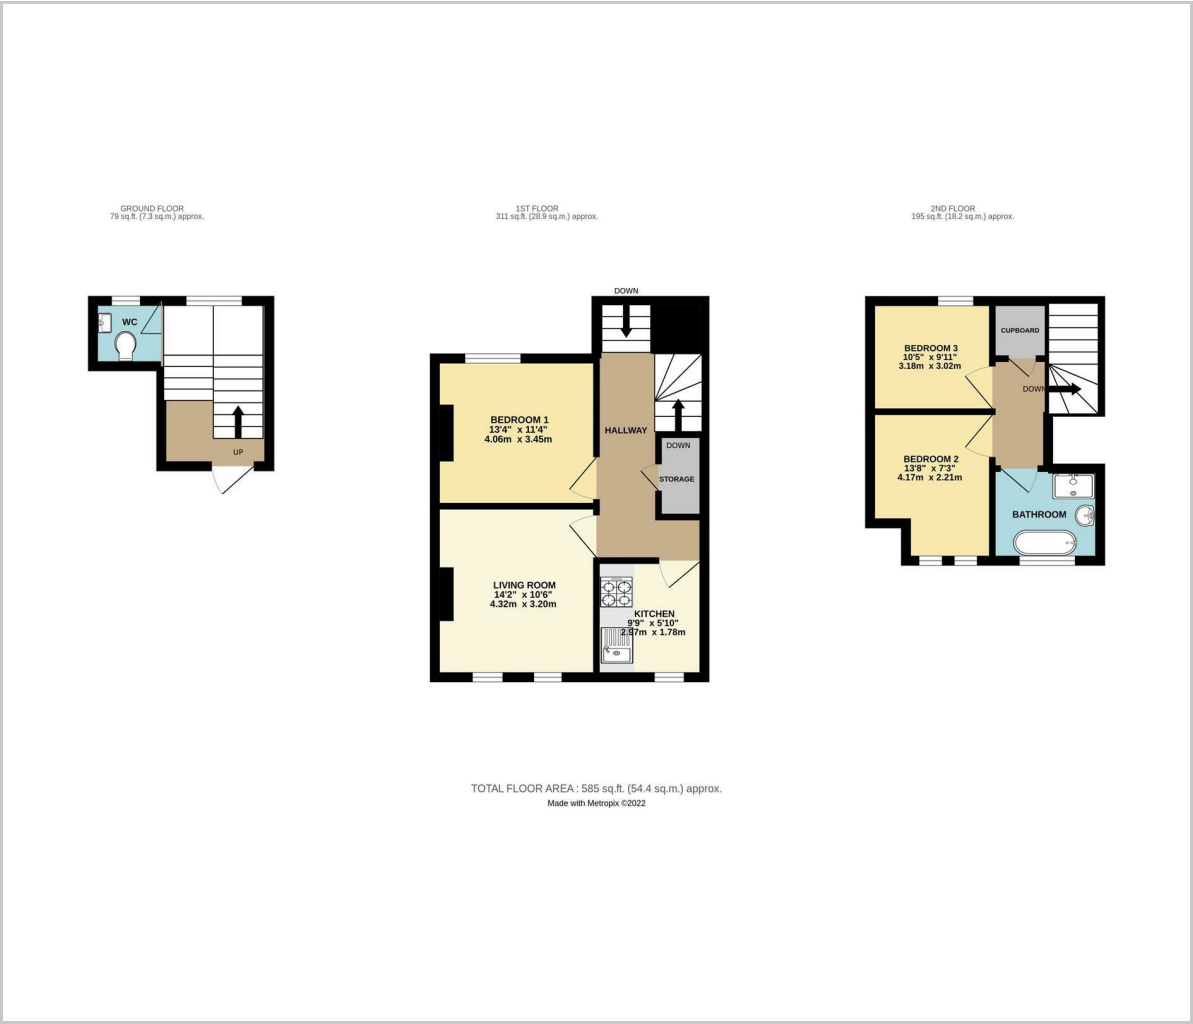 GROUND FLOOR
79 sq.ft. (7.3 sq.m.) approx.
1ST FLOOR
311 sq.ft. (28.9 sq.m.) approx.
2ND FLOOR
195 sq.ft. (18.2 sq.m.) approx.
WC
UP
DOWN
BEDROOM 1
13'4" x 11'4"
4.06m x 3.45m
HALLWAY
DOWN
STORAGE
LIVING ROOM
14'2" x 10'6"
4.32m x 3.20m
KITCHEN
9'9" x 5'10"
2.97m x 1.78m
BEDROOM 3
10'5" x 9'11"
3.18m x 3.02m
CUPBOARD
DOWN
BEDROOM 2
13'8" x 7'3"
4.17m x 2.21m
BATHROOM
TOTAL FLOOR AREA : 585 sq.ft. (54.4 sq.m.) approx.
Made with Metropix ©2022